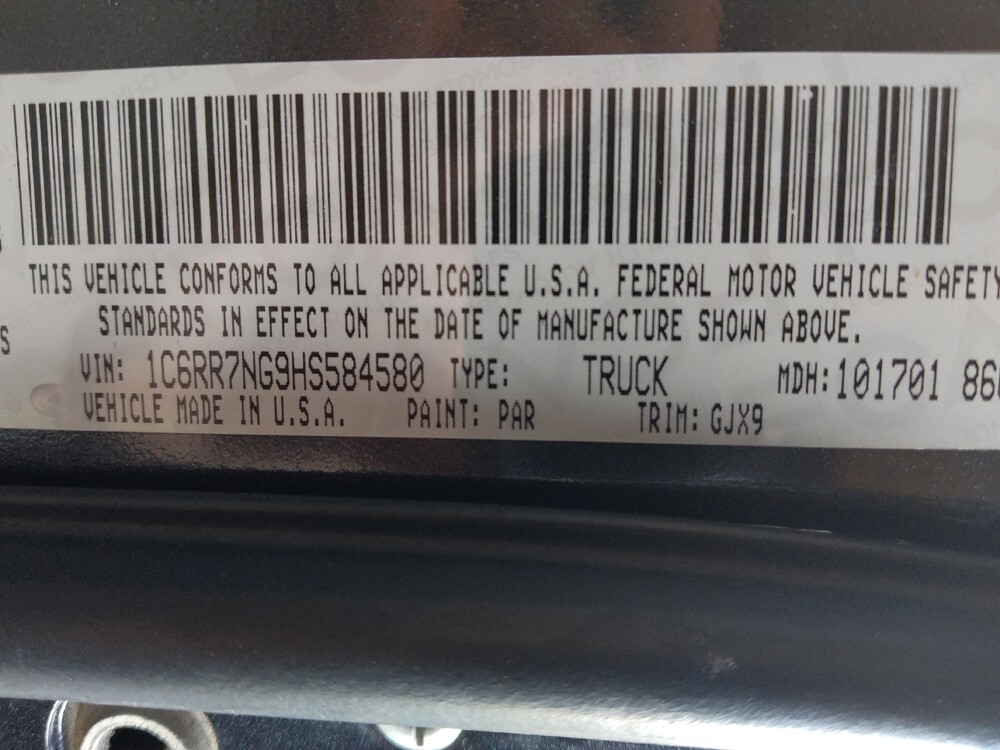 THIS VEHICLE CONFORMS TO ALL APPLICABLE U.S.A. FEDERAL MOTOR VEHICLE SAFETY
STANDARDS IN EFFECT ON THE DATE OF MANUFACTURE SHOWN ABOVE.
VIN: 1C6RR7NG9HS584580 TYPE: TRUCK MDH:101701 860
VEHICLE MADE IN U.S.A. PAINT: PAR TRIM: GJX9